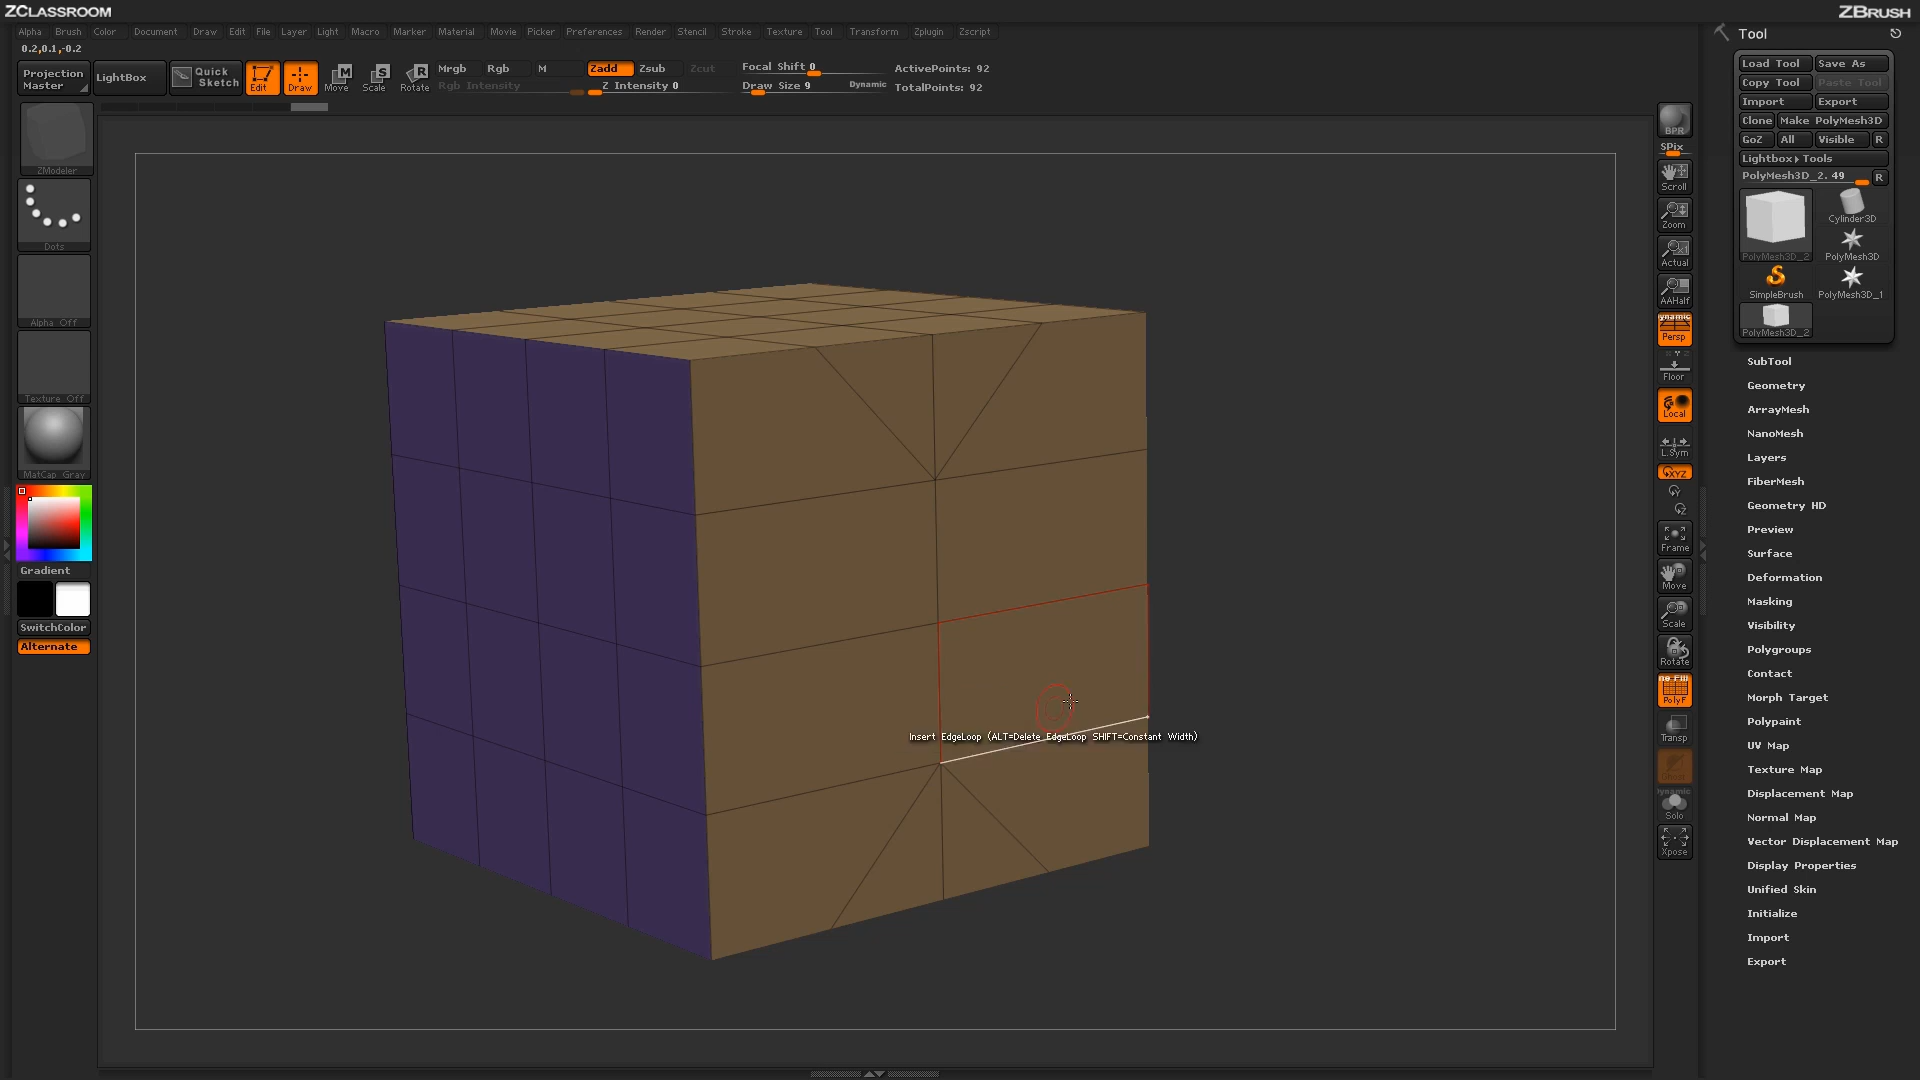 ZCLASSROOM
ZBRUSH
Alpha Brush Color Document Draw Edit File Layer Light Macro Marker Material Movie Picker Preferences Render Stencil Stroke Texture Tool Transform Zplugin Zscript
0.2,0.1,-0.2
Projection Master
LightBox
Quick Sketch
Edit
Draw
Move
Scale
Rotate
Mrgb Rgb M
Rgb Intensity
Zadd Zsub Zcut
Z Intensity 0
Focal Shift 0
Draw Size 9
Dynamic
ActivePoints: 92
TotalPoints: 92
ZModeler
Dots
Alpha Off
Texture Off
MatCap Gray
Gradient
SwitchColor
Alternate
Insert EdgeLoop (ALT=Delete EdgeLoop SHIFT=Constant Width)
BPR
SPix
Scroll
Zoom
Actual
AAHalf
Persp
Floor
Local
L.Sym
XYZ
Frame
Move
Scale
Rotate
PolyF
Transp
Solo
Xpose
Tool
Load Tool Save As
Copy Tool Paste Tool
Import Export
Clone Make PolyMesh3D
GoZ All Visible R
Lightbox▸Tools
PolyMesh3D_2. 49 R
Cylinder3D
PolyMesh3D_2 PolyMesh3D
SimpleBrush PolyMesh3D_1
PolyMesh3D_2
SubTool
Geometry
ArrayMesh
NanoMesh
Layers
FiberMesh
Geometry HD
Preview
Surface
Deformation
Masking
Visibility
Polygroups
Contact
Morph Target
Polypaint
UV Map
Texture Map
Displacement Map
Normal Map
Vector Displacement Map
Display Properties
Unified Skin
Initialize
Import
Export